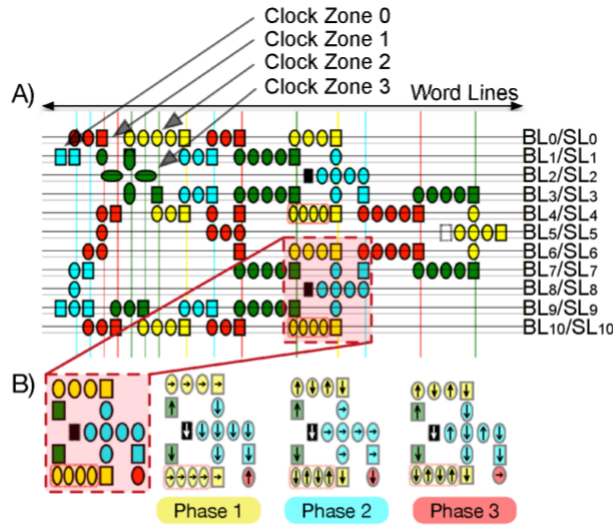 Clock Zone 0
Clock Zone 1
Clock Zone 2
Clock Zone 3
A)
Word Lines
BL0/SL0
BL1/SL1
BL2/SL2
BL3/SL3
BL4/SL4
BL5/SL5
BL6/SL6
BL7/SL7
BL8/SL8
BL9/SL9
BL10/SL10
B)
Phase 1 Phase 2 Phase 3